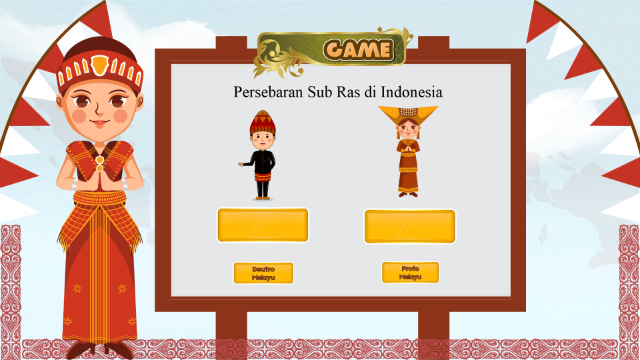 GAME
Persebaran Sub Ras di Indonesia
Deutro
Melayu
Proto
Melayu